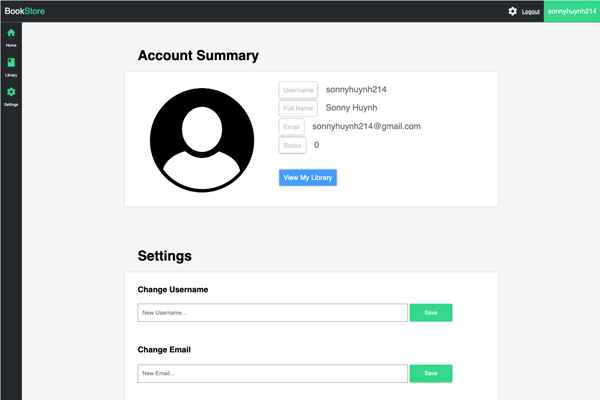 BookStore
Logout
sonnyhuynh214
Home
Library
Settings
Account Summary
Username sonnyhuynh214
Full Name Sonny Huynh
Email sonnyhuynh214@gmail.com
Books 0
View My Library
Settings
Change Username
New Username... Save
Change Email
New Email... Save